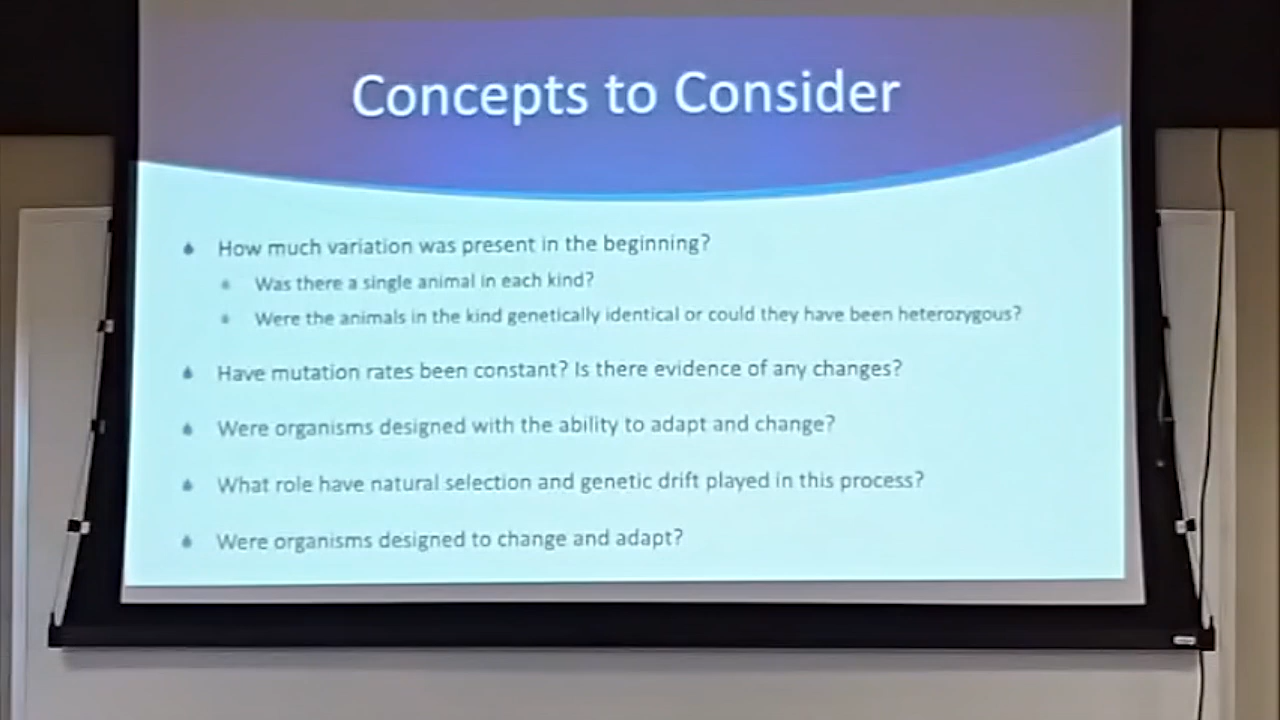 Concepts to Consider
How much variation was present in the beginning?
Was there a single animal in each kind?
Were the animals in the kind genetically identical or could they have been heterozygous?
Have mutation rates been constant? Is there evidence of any changes?
Were organisms designed with the ability to adapt and change?
What role have natural selection and genetic drift played in this process?
Were organisms designed to change and adapt?